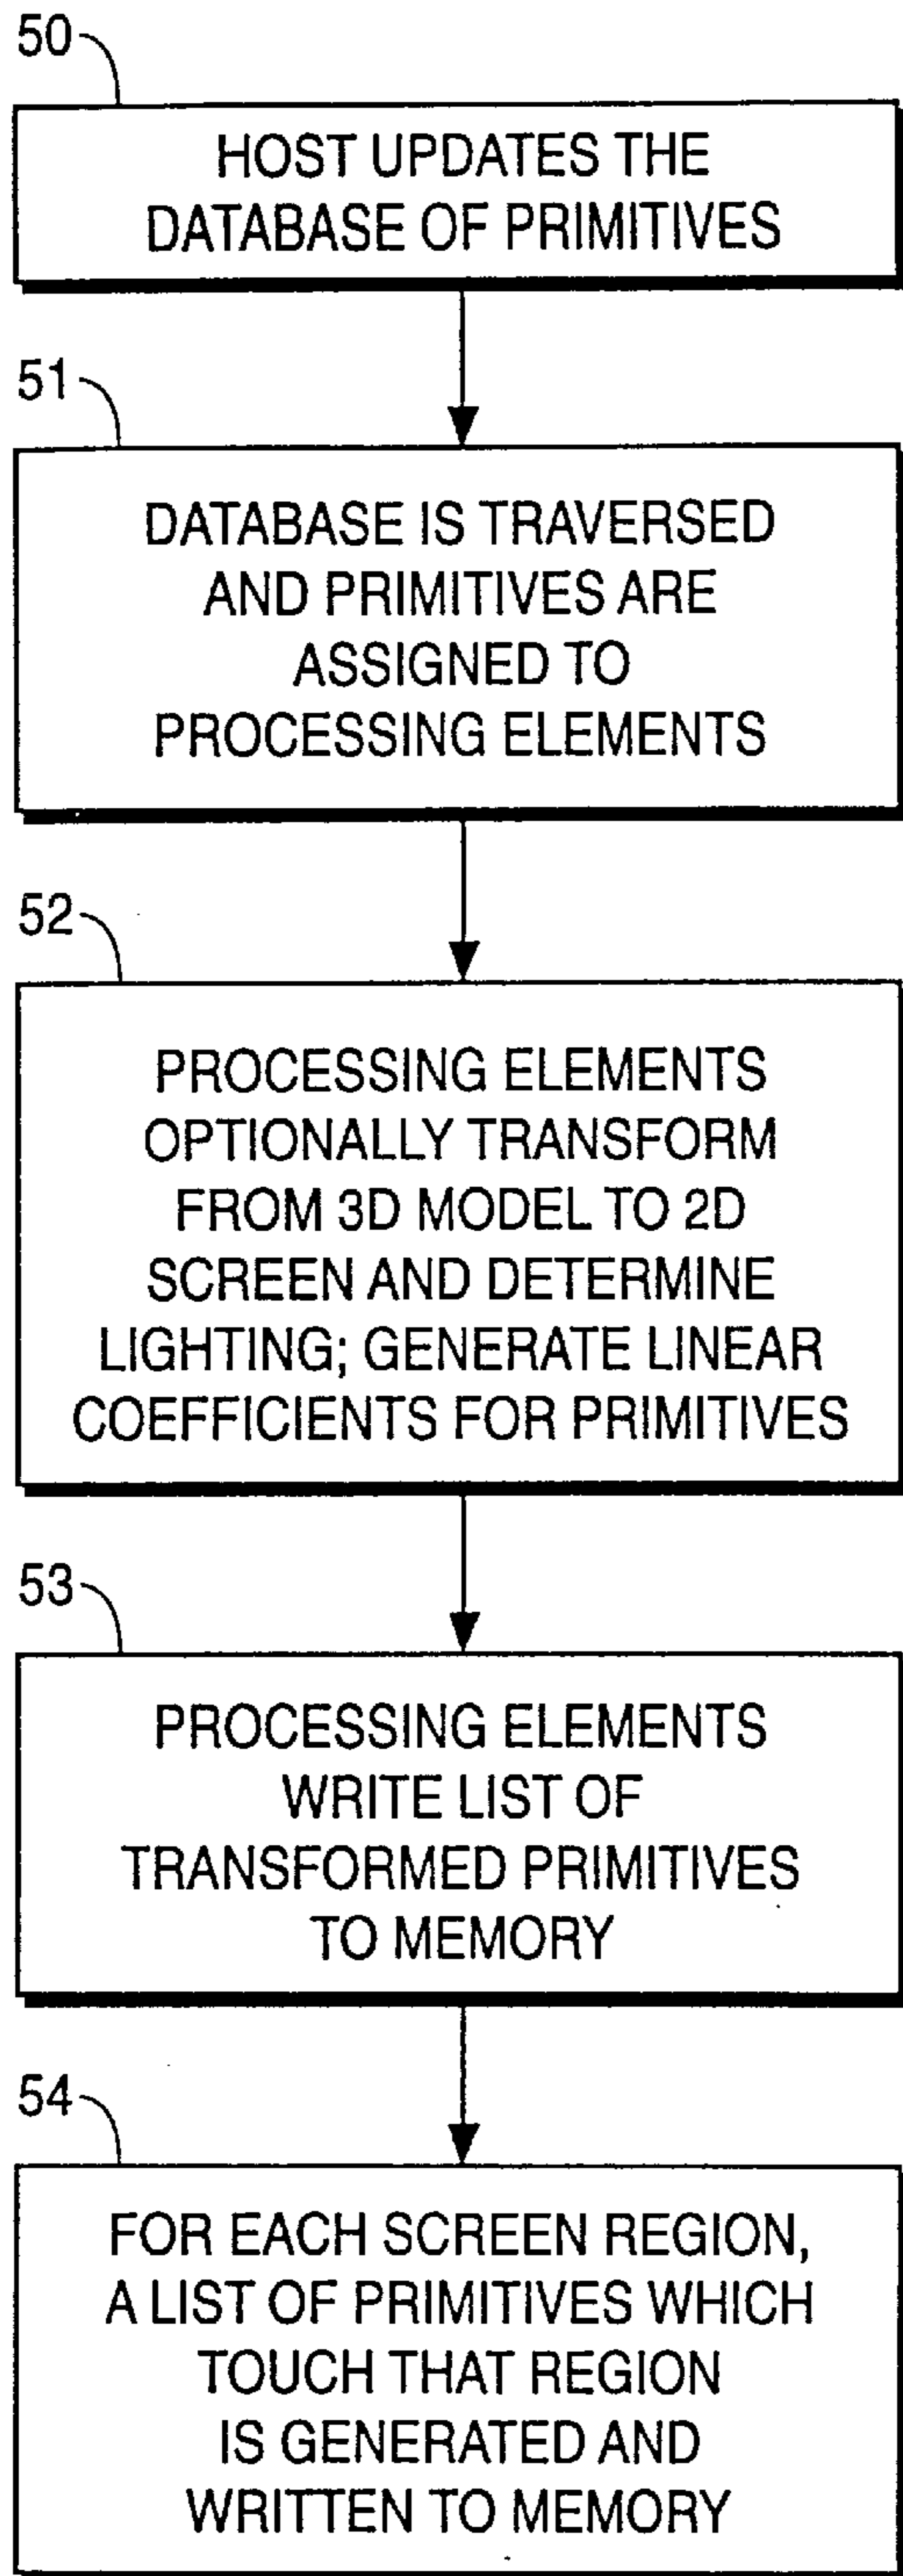 50
HOST UPDATES THE
DATABASE OF PRIMITIVES
51
DATABASE IS TRAVERSED
AND PRIMITIVES ARE
ASSIGNED TO
PROCESSING ELEMENTS
52
PROCESSING ELEMENTS
OPTIONALLY TRANSFORM
FROM 3D MODEL TO 2D
SCREEN AND DETERMINE
LIGHTING; GENERATE LINEAR
COEFFICIENTS FOR PRIMITIVES
53
PROCESSING ELEMENTS
WRITE LIST OF
TRANSFORMED PRIMITIVES
TO MEMORY
54
FOR EACH SCREEN REGION,
A LIST OF PRIMITIVES WHICH
TOUCH THAT REGION
IS GENERATED AND
WRITTEN TO MEMORY